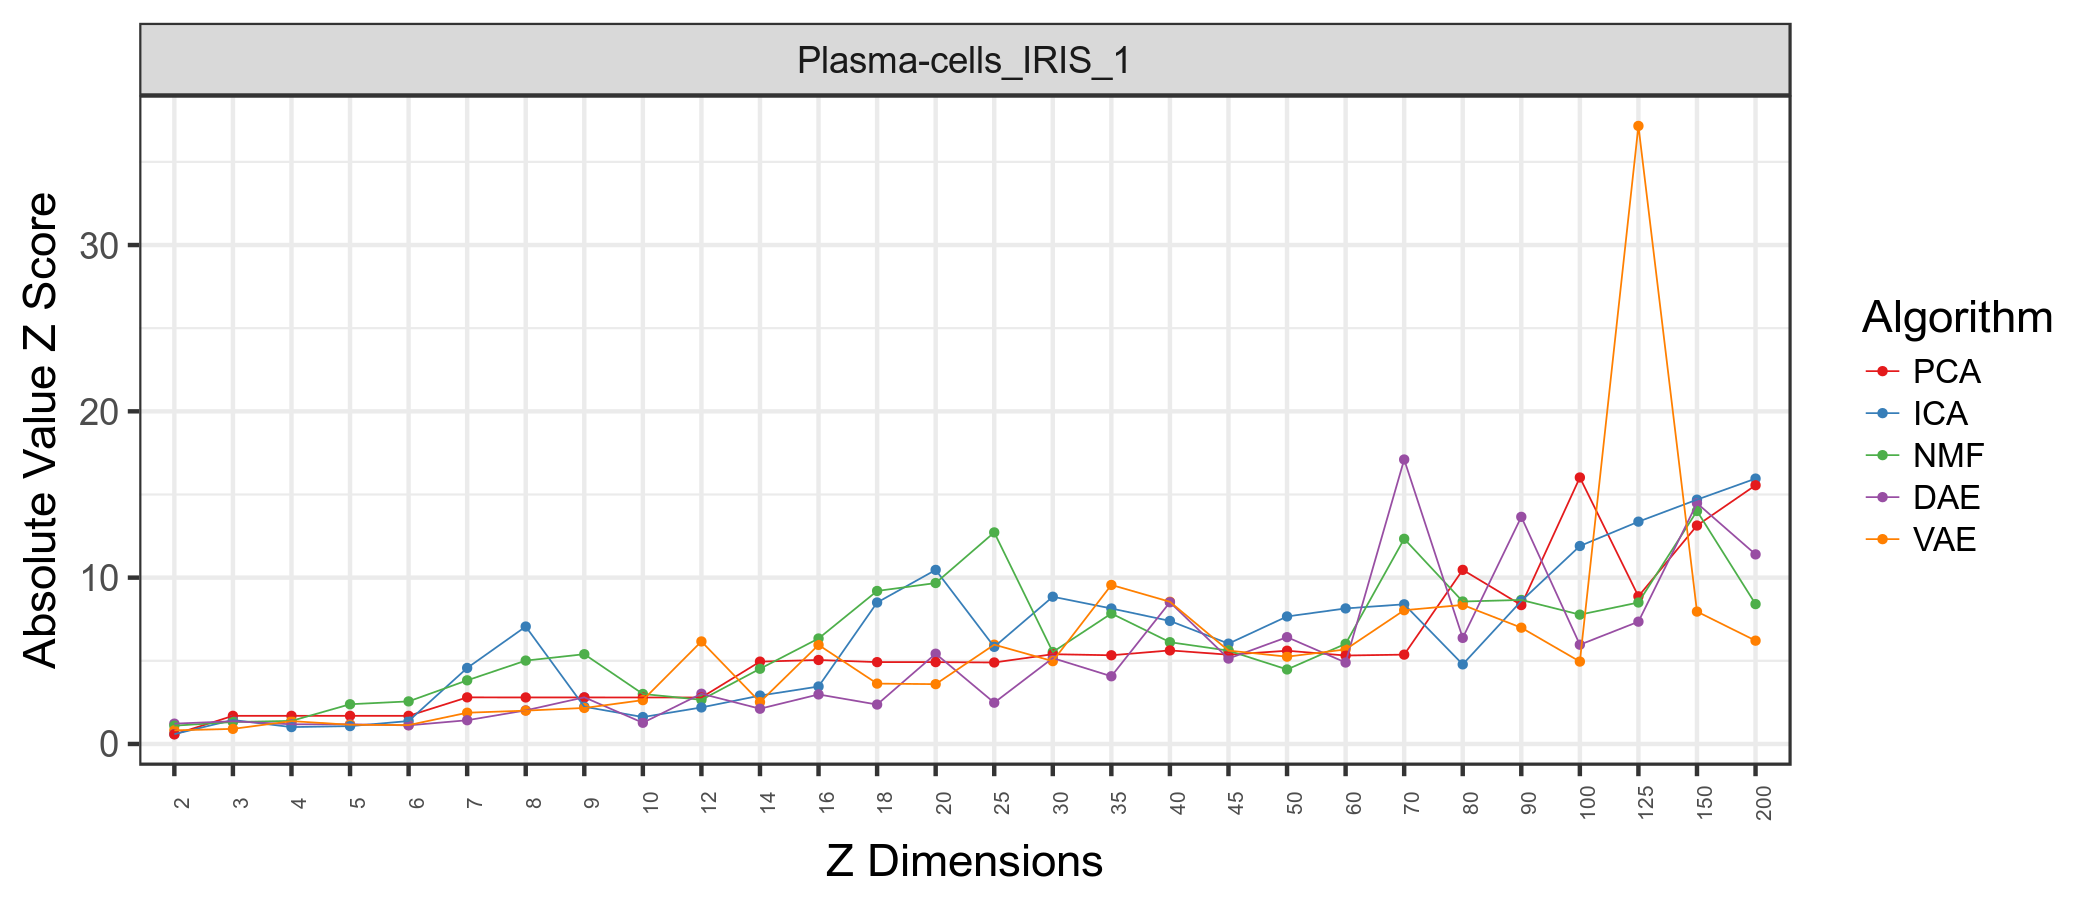 Plasma-cells_IRIS_1
Absolute Value Z Score
30
20
10
0
2 3 4 5 6 7 8 9 10 12 14 16 18 20 25 30 35 40 45 50 60 70 80 90 100 125 150 200
Z Dimensions
Algorithm
PCA
ICA
NMF
DAE
VAE